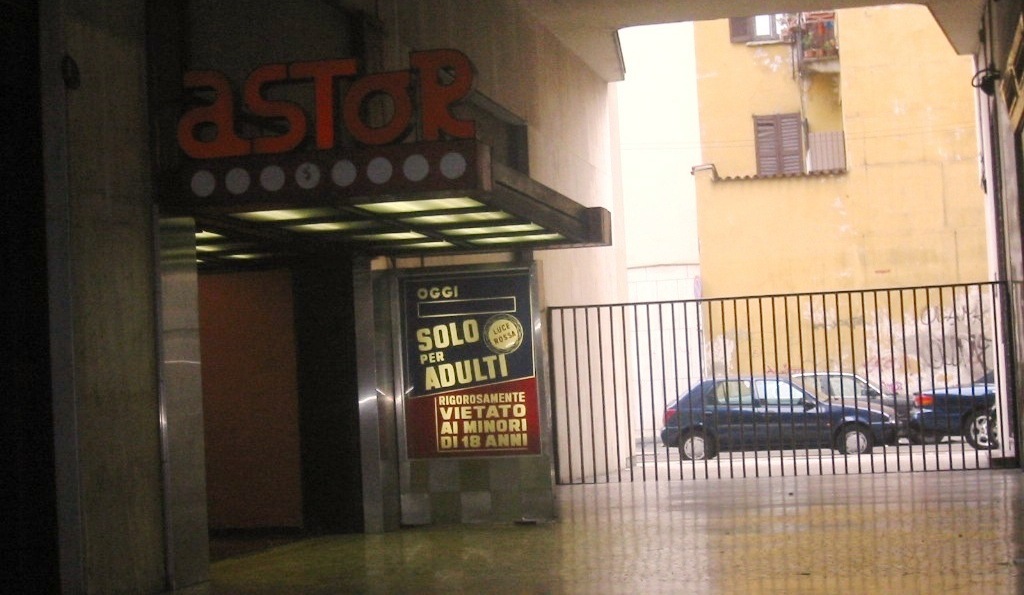 aSToR
OGGI
SOLO
PER
ADULTI
LUCE
ROSSA
RIGOROSAMENTE
VIETATO
AI MINORI
DI 18 ANNI